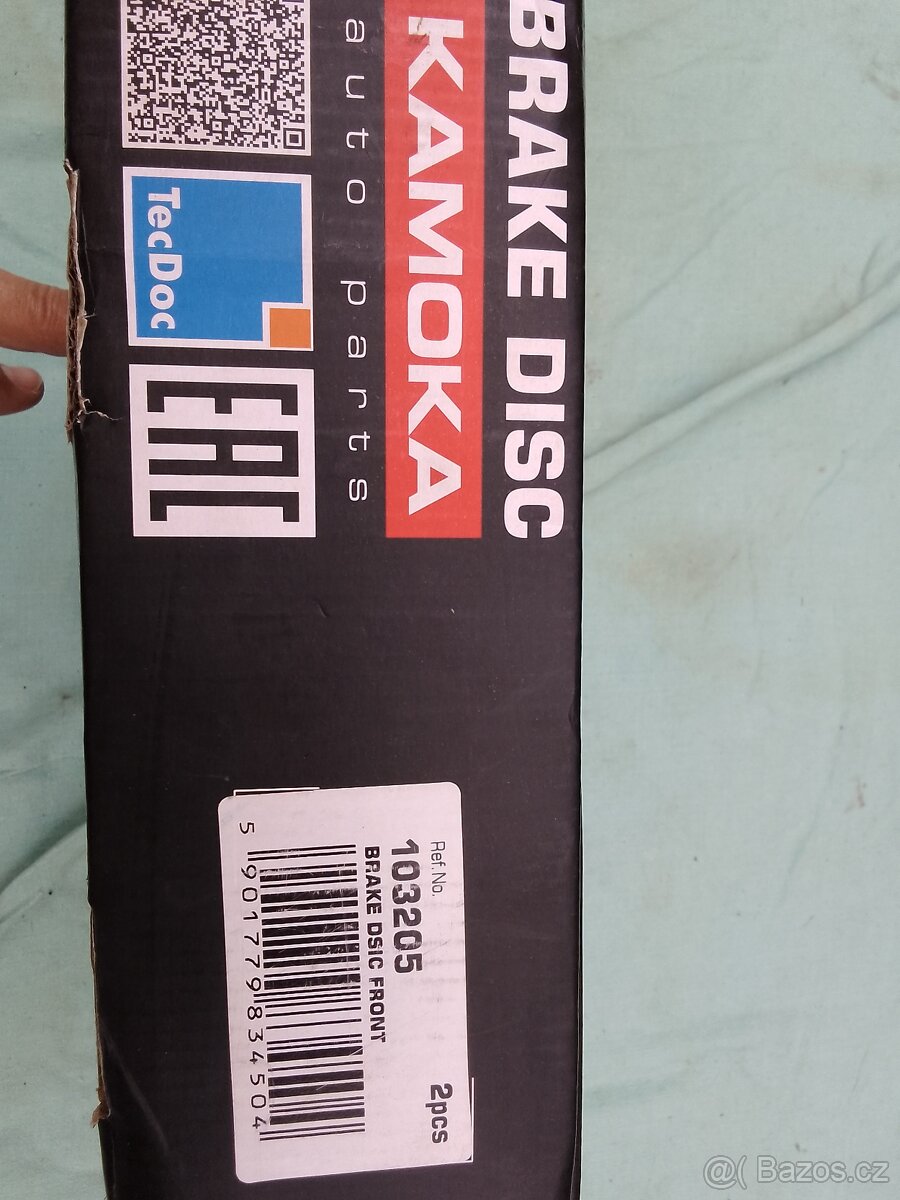 BRAKE DISC
KAMOKA
auto parts
TecDoc
EAC
Ref. No.
103205
2pcs
BRAKE DSIC FRONT
5 901779 834504
@( Bazos.cz